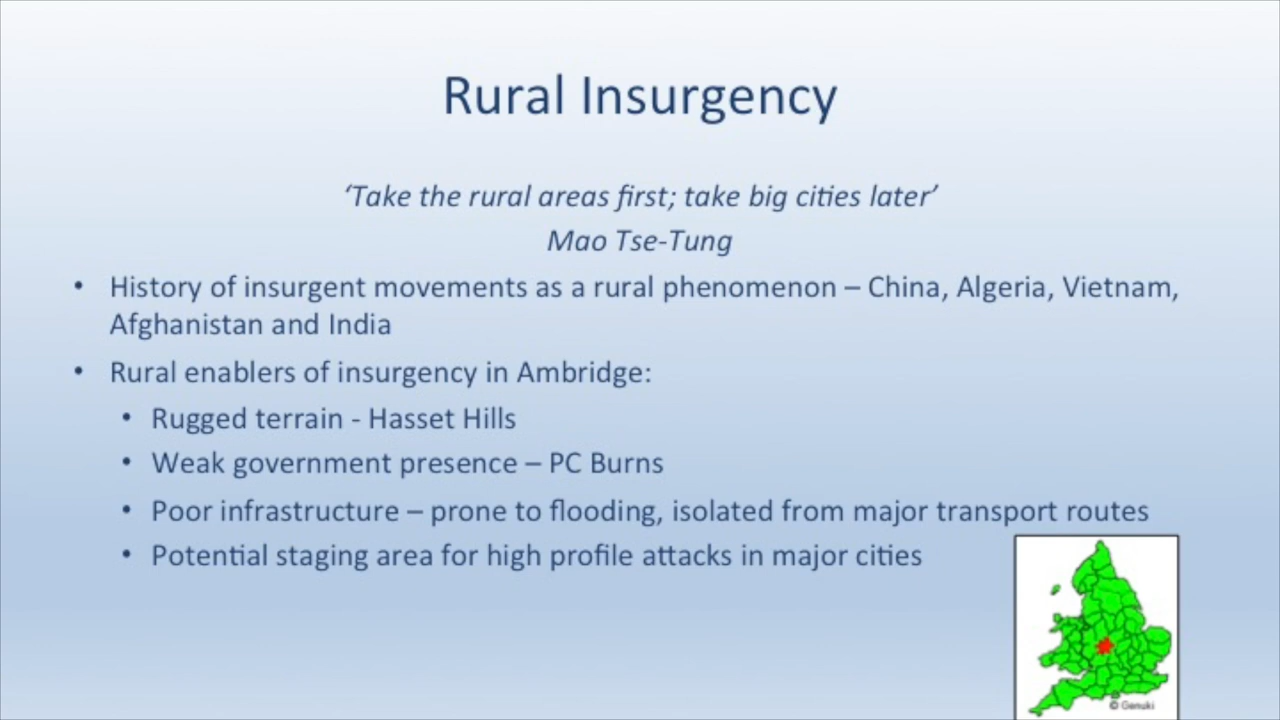 Rural Insurgency
‘Take the rural areas first; take big cities later’
Mao Tse-Tung
• History of insurgent movements as a rural phenomenon – China, Algeria, Vietnam,
Afghanistan and India
• Rural enablers of insurgency in Ambridge:
• Rugged terrain - Hasset Hills
• Weak government presence – PC Burns
• Poor infrastructure – prone to flooding, isolated from major transport routes
• Potential staging area for high profile attacks in major cities
© Genuki